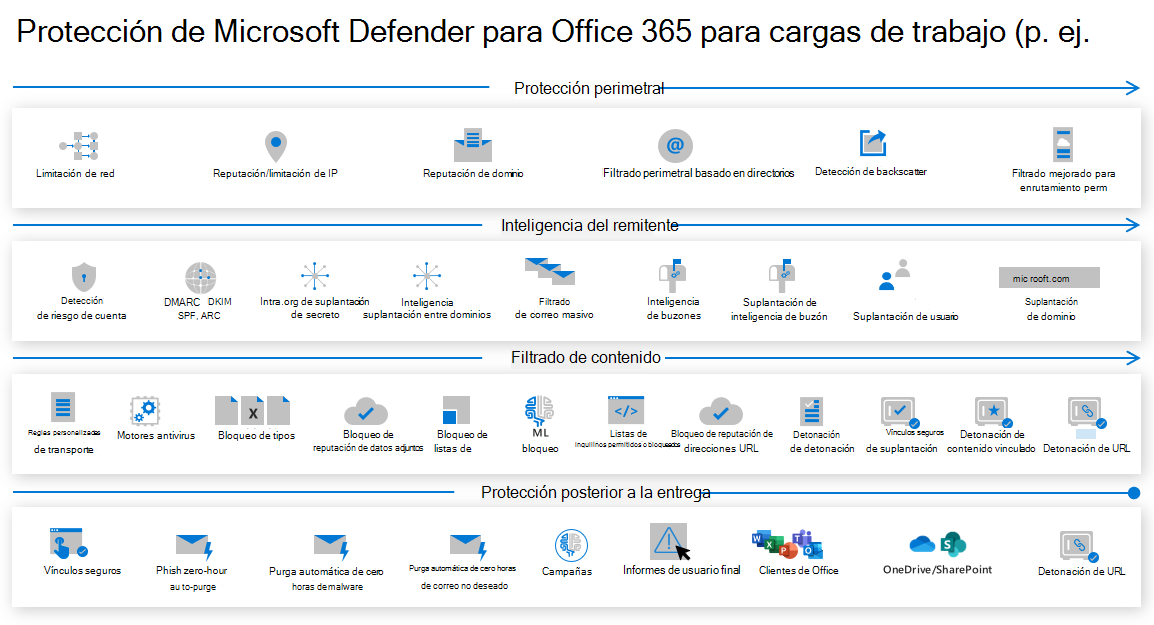 Protección de Microsoft Defender para Office 365 para cargas de trabajo (p. ej.
Protección perimetral
Limitación de red
Reputación/limitación de IP
Reputación de dominio
@
Filtrado perimetral basado en directorios
Detección de backscatter
Filtrado mejorado para
enrutamiento perm
Inteligencia del remitente
Detección
de riesgo de cuenta
DMARC DKIM
SPF, ARC
Intra.org de suplantación
de secreto
Inteligencia
suplantación entre dominios
Filtrado
de correo masivo
Inteligencia
de buzones
Suplantación de
inteligencia de buzón
Suplantación de usuario
mic rooft.com
Suplantación
de dominio
Filtrado de contenido
Reglas personalizadas
de transporte
Motores antivirus
X
Bloqueo de tipos
Bloqueo de
reputación de datos adjuntos
Bloqueo de
listas de
ML
bloqueo
</>
Listas de
inquilinos permitidos o bloqueados
Bloqueo de reputación de
direcciones URL
Detonación
de detonación
Vínculos seguros
de suplantación
Detonación de
contenido vinculado
Detonación de URL
Protección posterior a la entrega
Vínculos seguros
Phish zero-hour
auto-purge
Purga automática de cero
horas de malware
Purga automática de cero horas
de correo no deseado
Campañas
Informes de usuario final
W X P T O
Clientes de Office
S
OneDrive/SharePoint
Detonación de URL